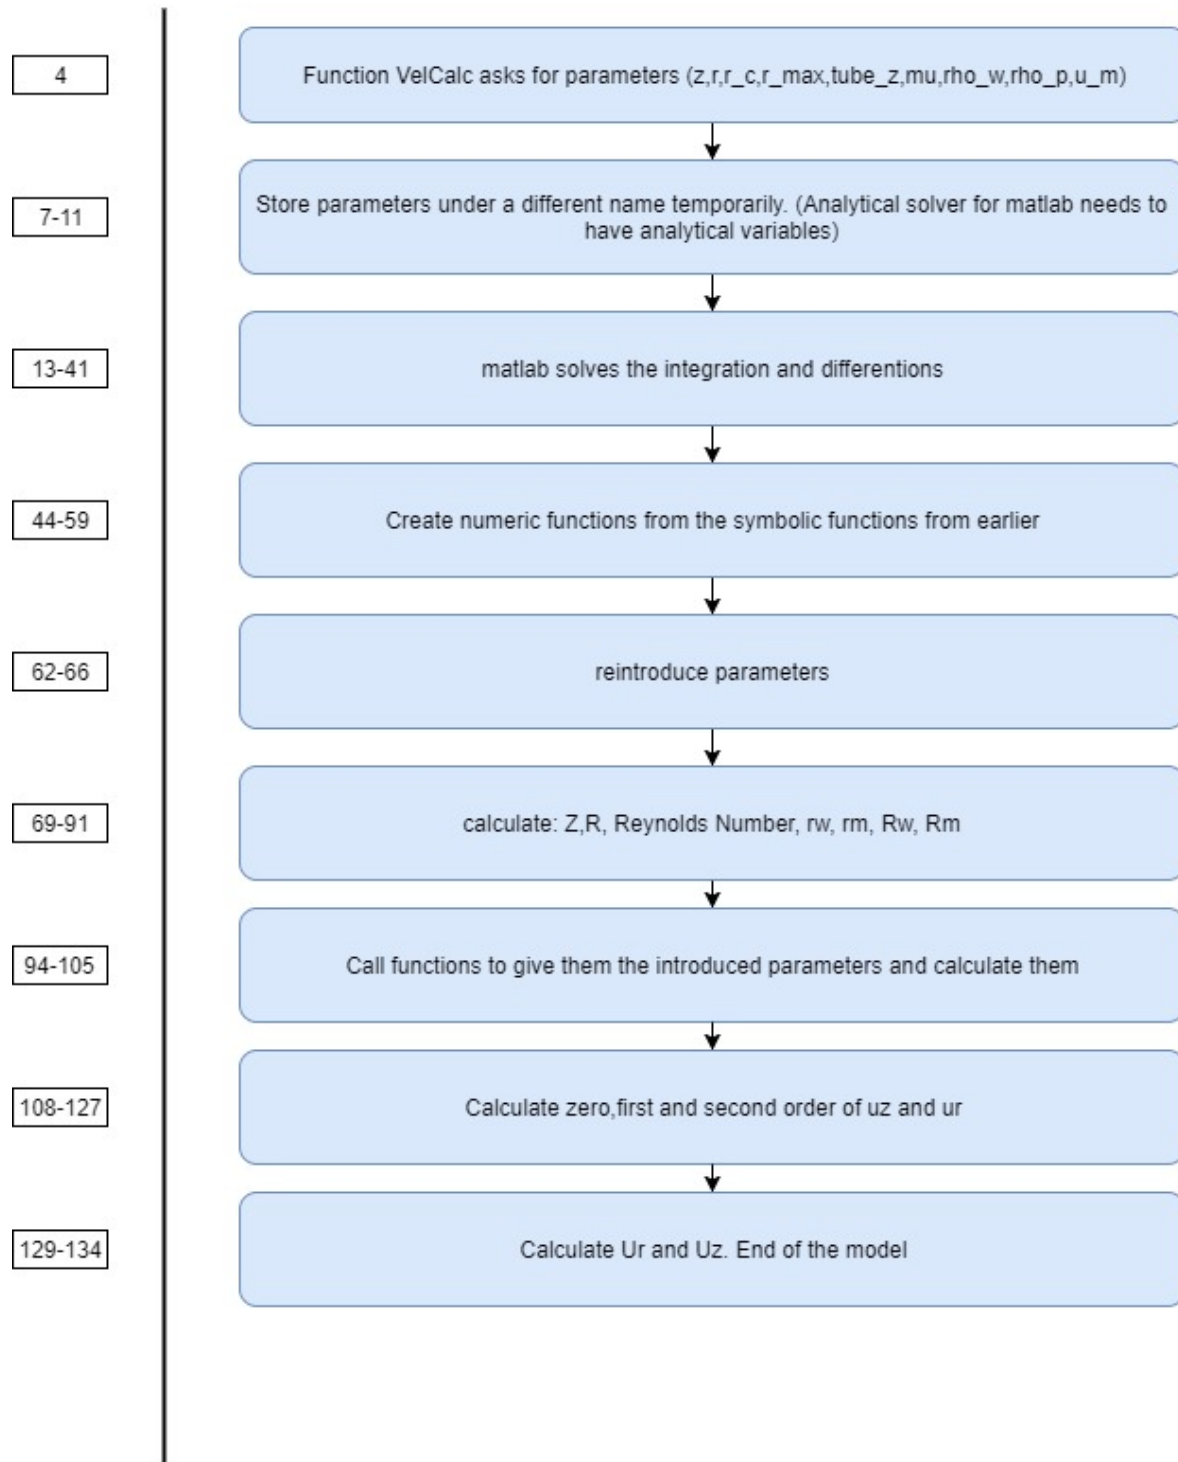 4
Function VelCalc asks for parameters (z,r,r_c,r_max,tube_z,mu,rho_w,rho_p,u_m)
7-11
Store parameters under a different name temporarily. (Analytical solver for matlab needs to
have analytical variables)
13-41
matlab solves the integration and differentions
44-59
Create numeric functions from the symbolic functions from earlier
62-66
reintroduce parameters
69-91
calculate: Z,R, Reynolds Number, rw, rm, Rw, Rm
94-105
Call functions to give them the introduced parameters and calculate them
108-127
Calculate zero,first and second order of uz and ur
129-134
Calculate Ur and Uz. End of the model